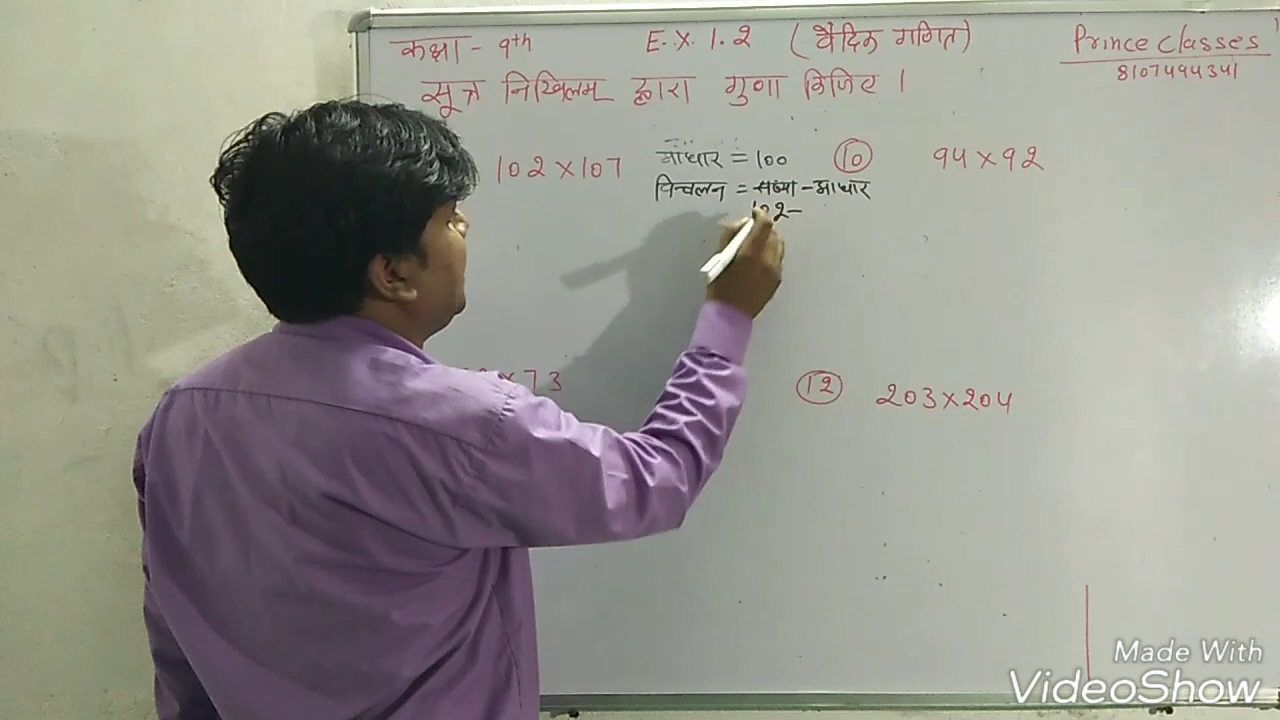 कक्षा - 9th E.X. 1.2 (वैदिक गणित)
Prince Classes
8107494341
सूत्र निखिलम् द्वारा गुणा किजिए।
102×107
आधार = 100
विचलन = संख्या - आधार
102-
10 94×92
×73
12 203×204
Made With
VideoShow